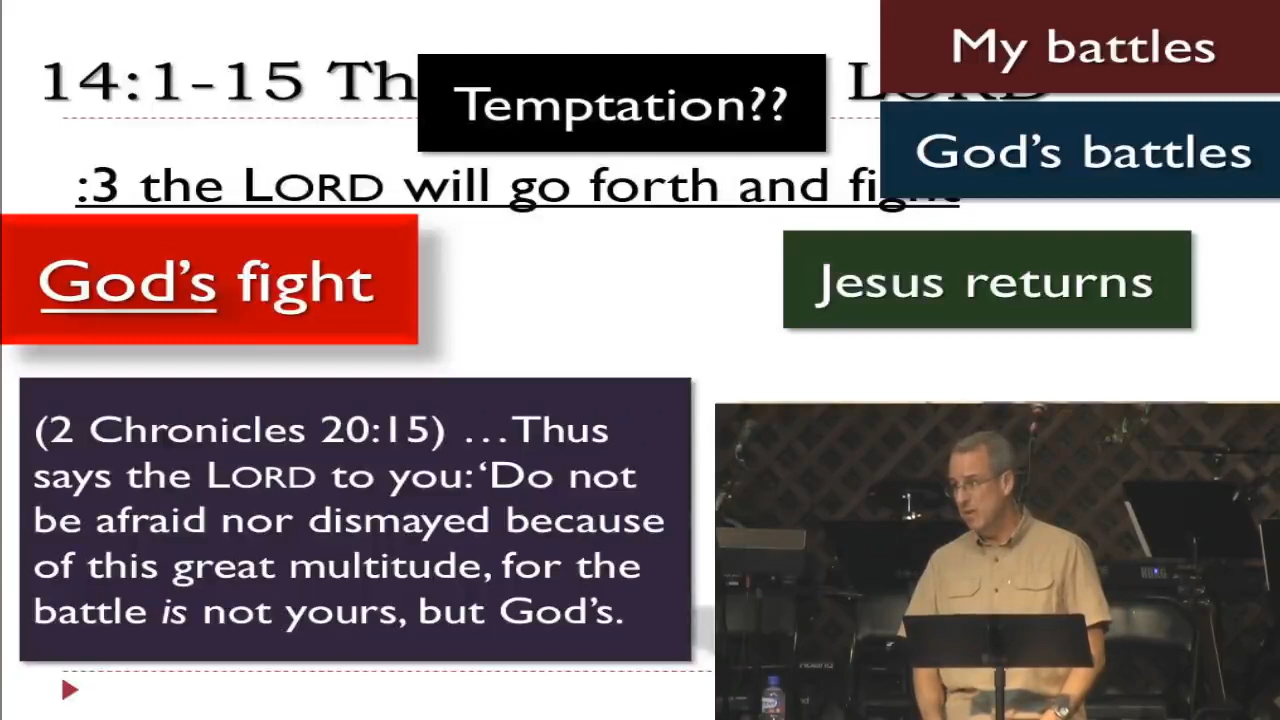 My battles
14:1-15 Th
Temptation??
God's battles
:3 the LORD will go forth and fight
God's fight
Jesus returns
(2 Chronicles 20:15) …Thus
says the LORD to you: 'Do not
be afraid nor dismayed because
of this great multitude, for the
battle is not yours, but God's.
KORG